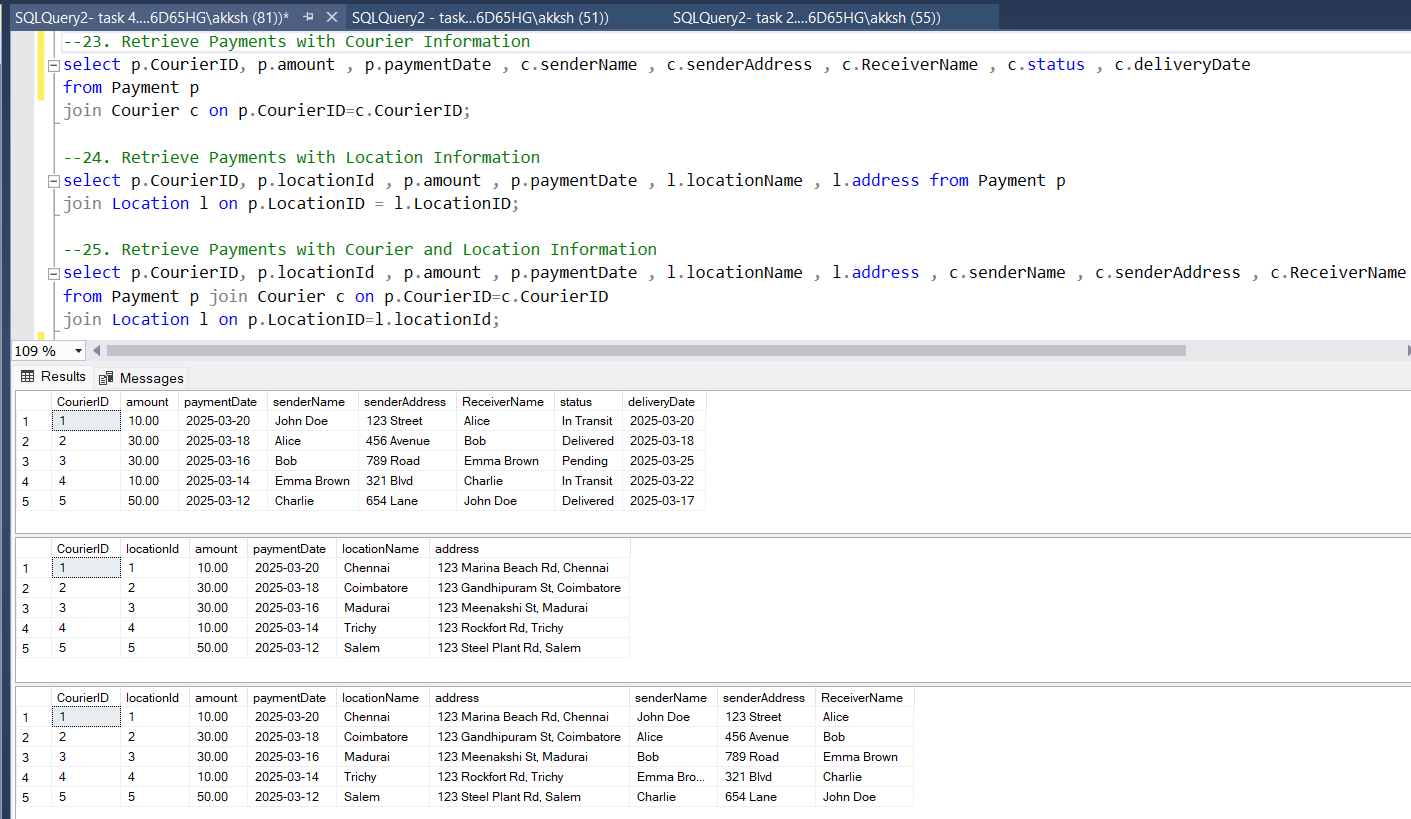 SQLQuery2- task 4....6D65HG\akksh (81))* SQLQuery2 - task...6D65HG\akksh (51)) SQLQuery2- task 2....6D65HG\akksh (55))
--23. Retrieve Payments with Courier Information
select p.CourierID, p.amount , p.paymentDate , c.senderName , c.senderAddress , c.ReceiverName , c.status , c.deliveryDate
from Payment p
join Courier c on p.CourierID=c.CourierID;
--24. Retrieve Payments with Location Information
select p.CourierID, p.locationId , p.amount , p.paymentDate , l.locationName , l.address from Payment p
join Location l on p.LocationID = l.LocationID;
--25. Retrieve Payments with Courier and Location Information
select p.CourierID, p.locationId , p.amount , p.paymentDate , l.locationName , l.address , c.senderName , c.senderAddress , c.ReceiverName
from Payment p join Courier c on p.CourierID=c.CourierID
join Location l on p.LocationID=l.locationId;
109 %
Results Messages
CourierID amount paymentDate senderName senderAddress ReceiverName status deliveryDate
1 1 10.00 2025-03-20 John Doe 123 Street Alice In Transit 2025-03-20
2 2 30.00 2025-03-18 Alice 456 Avenue Bob Delivered 2025-03-18
3 3 30.00 2025-03-16 Bob 789 Road Emma Brown Pending 2025-03-25
4 4 10.00 2025-03-14 Emma Brown 321 Blvd Charlie In Transit 2025-03-22
5 5 50.00 2025-03-12 Charlie 654 Lane John Doe Delivered 2025-03-17
CourierID locationId amount paymentDate locationName address
1 1 1 10.00 2025-03-20 Chennai 123 Marina Beach Rd, Chennai
2 2 2 30.00 2025-03-18 Coimbatore 123 Gandhipuram St, Coimbatore
3 3 3 30.00 2025-03-16 Madurai 123 Meenakshi St, Madurai
4 4 4 10.00 2025-03-14 Trichy 123 Rockfort Rd, Trichy
5 5 5 50.00 2025-03-12 Salem 123 Steel Plant Rd, Salem
CourierID locationId amount paymentDate locationName address senderName senderAddress ReceiverName
1 1 1 10.00 2025-03-20 Chennai 123 Marina Beach Rd, Chennai John Doe 123 Street Alice
2 2 2 30.00 2025-03-18 Coimbatore 123 Gandhipuram St, Coimbatore Alice 456 Avenue Bob
3 3 3 30.00 2025-03-16 Madurai 123 Meenakshi St, Madurai Bob 789 Road Emma Brown
4 4 4 10.00 2025-03-14 Trichy 123 Rockfort Rd, Trichy Emma Bro... 321 Blvd Charlie
5 5 5 50.00 2025-03-12 Salem 123 Steel Plant Rd, Salem Charlie 654 Lane John Doe